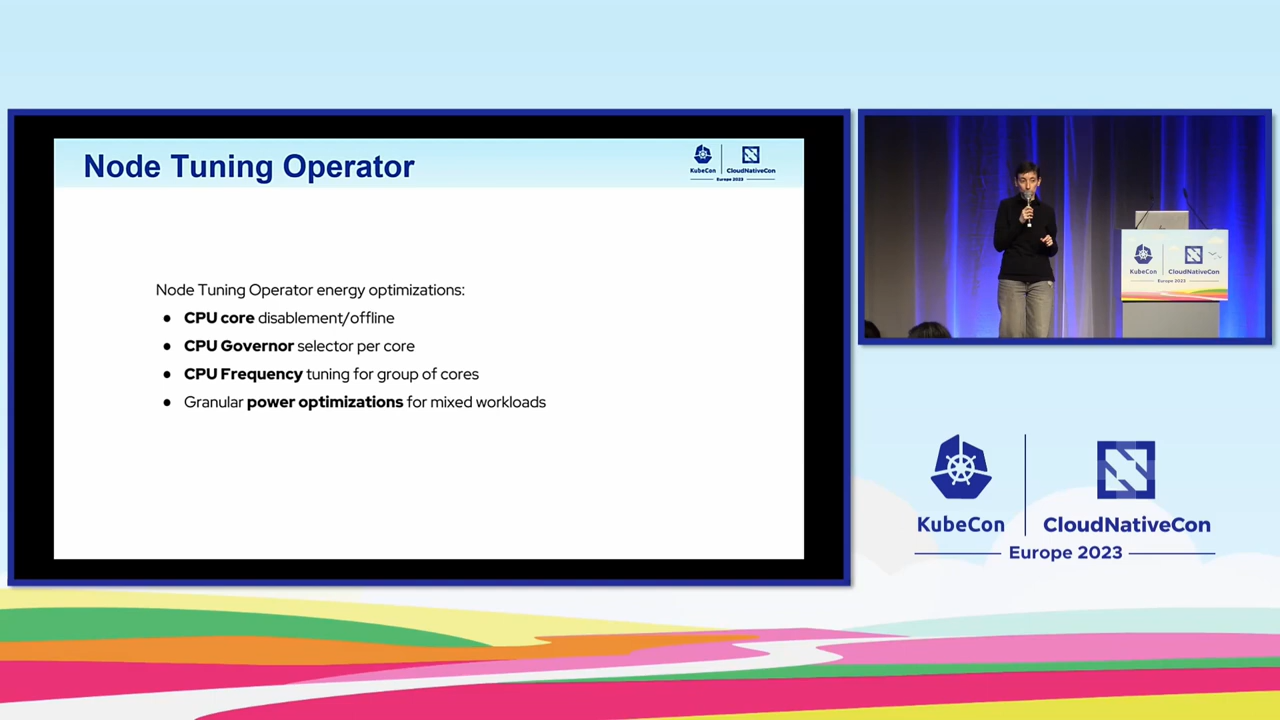 Node Tuning Operator
KubeCon
CloudNativeCon
Europe 2023
Node Tuning Operator energy optimizations:
● CPU core disablement/offline
● CPU Governor selector per core
● CPU Frequency tuning for group of cores
● Granular power optimizations for mixed workloads
KubeCon
CloudNativeCon
Europe 2023
KubeCon
CloudNativeCon
Europe 2023